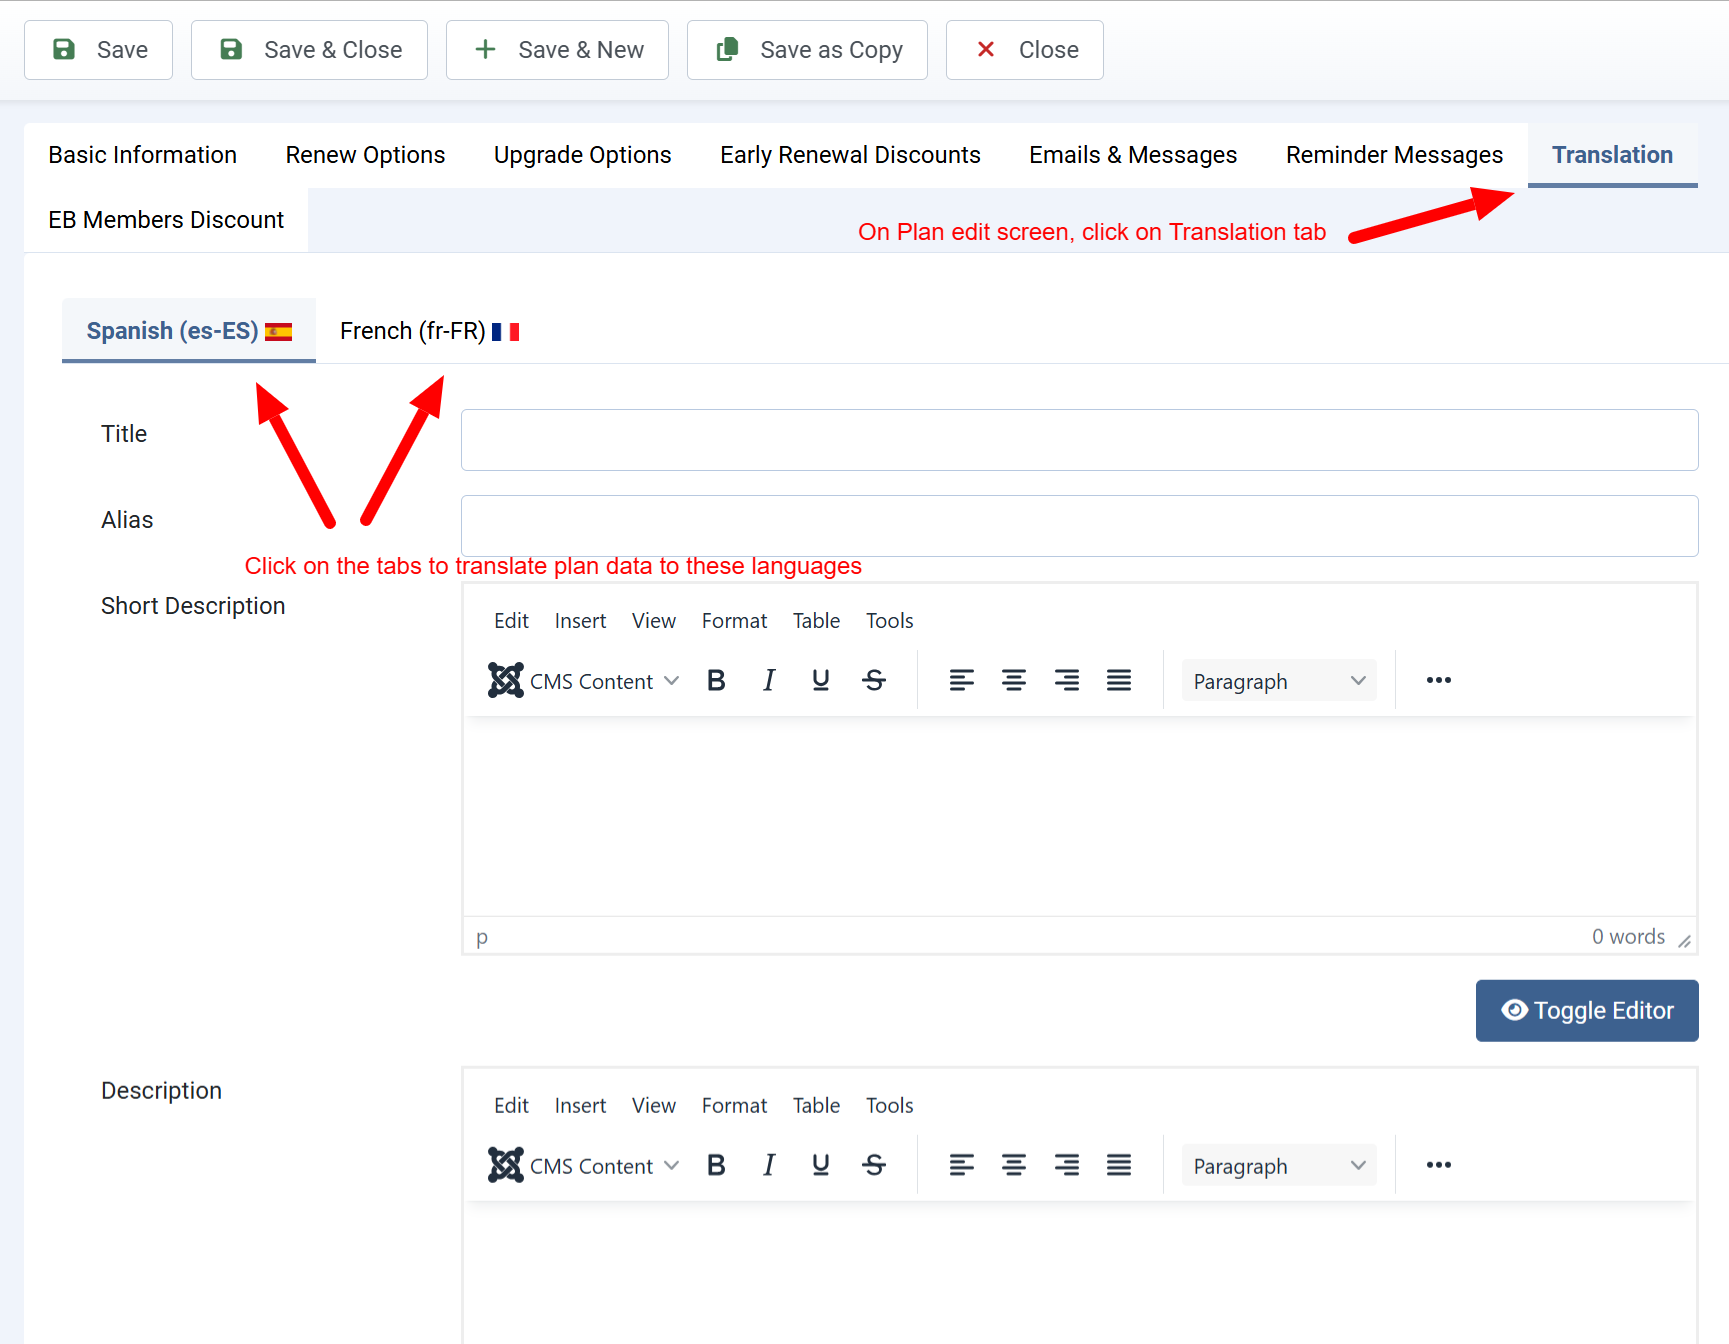 Save Save & Close Save & New Save as Copy Close
Basic Information Renew Options Upgrade Options Early Renewal Discounts Emails & Messages Reminder Messages Translation
EB Members Discount
On Plan edit screen, click on Translation tab
Spanish (es-ES) French (fr-FR)
Title
Alias
Click on the tabs to translate plan data to these languages
Short Description
Edit Insert View Format Table Tools
CMS Content B I U S Paragraph
p 0 words
Toggle Editor
Description
Edit Insert View Format Table Tools
CMS Content B I U S Paragraph